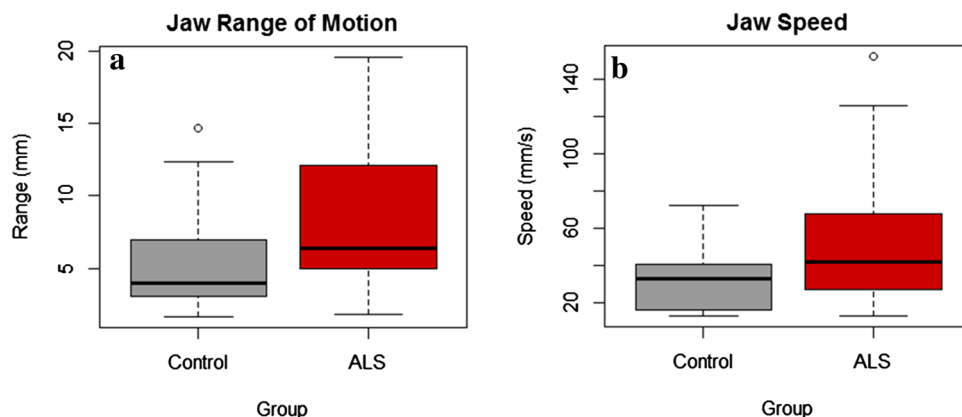 Jaw Range of Motion
a
Range (mm)
20
15
10
5
Control ALS
Group
Jaw Speed
b
Speed (mm/s)
140
100
60
20
Control ALS
Group